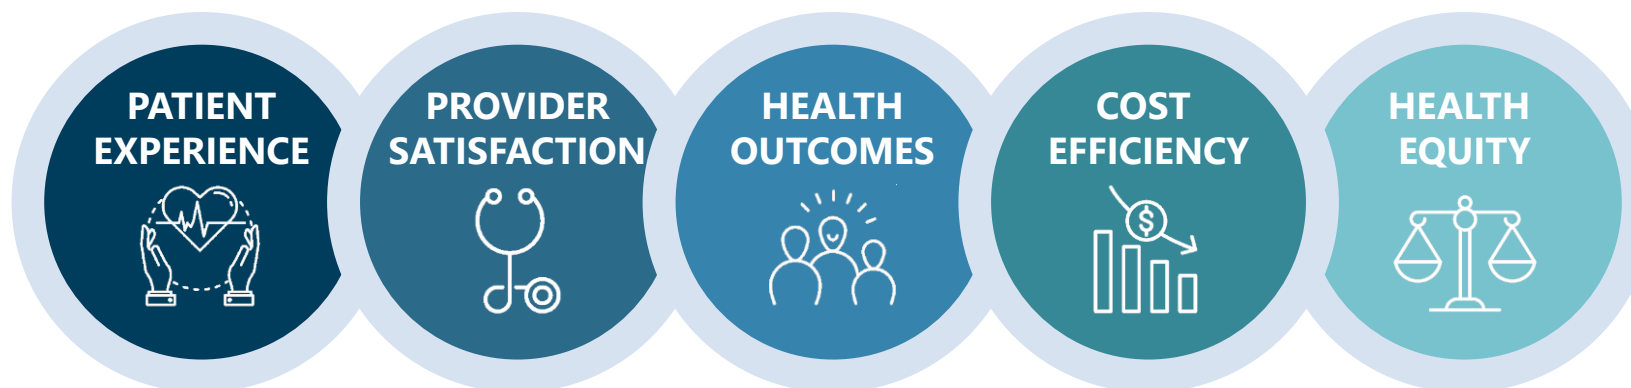 PATIENT
EXPERIENCE
PROVIDER
SATISFACTION
HEALTH
OUTCOMES
COST
EFFICIENCY
$
HEALTH
EQUITY